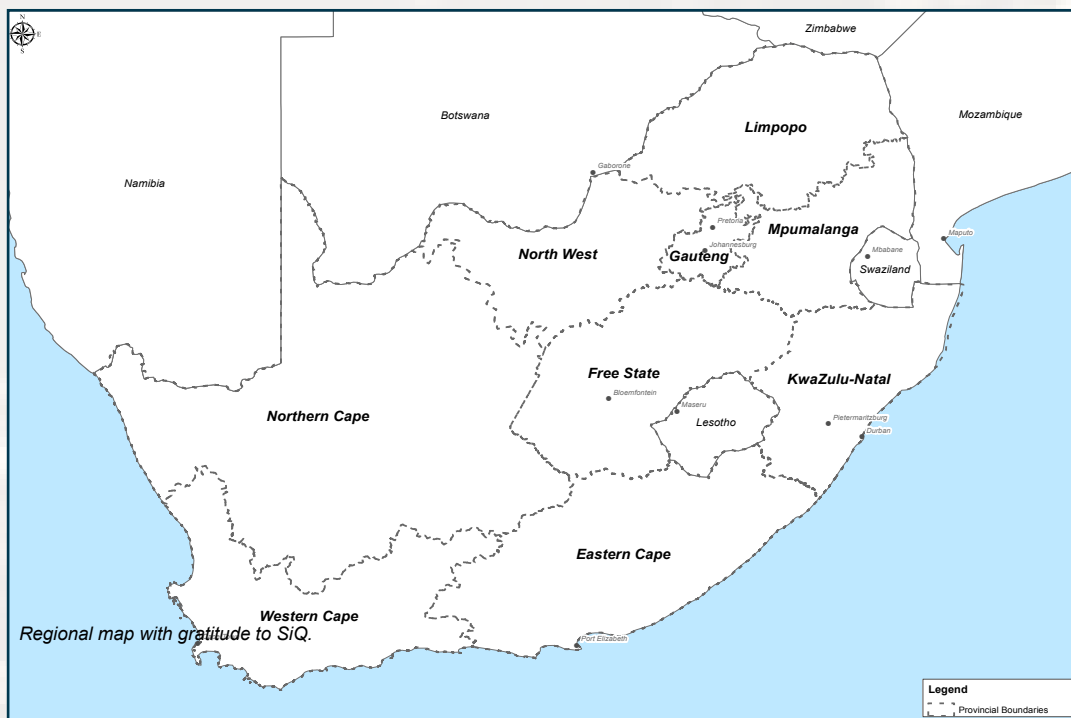 N
E
S
Zimbabwe
Botswana
Mozambique
Limpopo
Gaborone
Namibia
Pretoria
Mpumalanga
Maputo
North West
Johannesburg
Gauteng
Mbabane
Swaziland
Free State
KwaZulu-Natal
Bloemfontein
Maseru
Northern Cape
Lesotho
Pietermaritzburg
Durban
Eastern Cape
Western Cape
Regional map with gratitude to SiQ.
Port Elizabeth
Legend
Provincial Boundaries